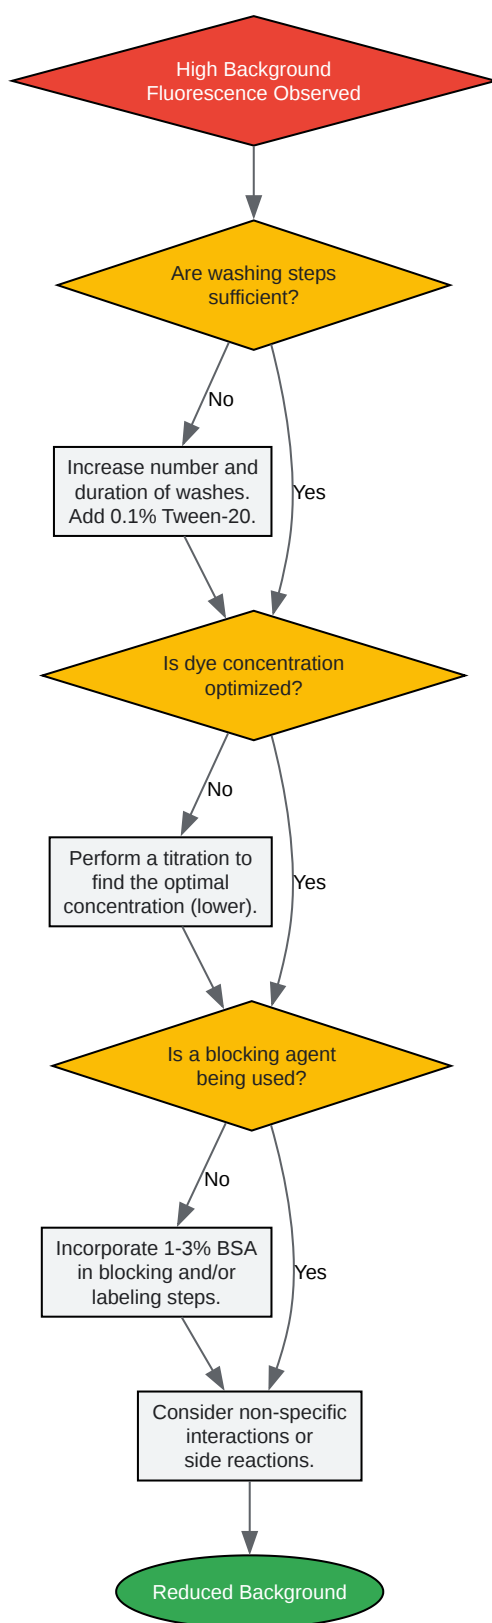 High Background
Fluorescence Observed
Are washing steps
sufficient?
No
Increase number and
duration of washes.
Add 0.1% Tween-20.
Yes
Is dye concentration
optimized?
No
Perform a titration to
find the optimal
concentration (lower).
Yes
Is a blocking agent
being used?
No
Incorporate 1-3% BSA
in blocking and/or
labeling steps.
Yes
Consider non-specific
interactions or
side reactions.
Reduced Background